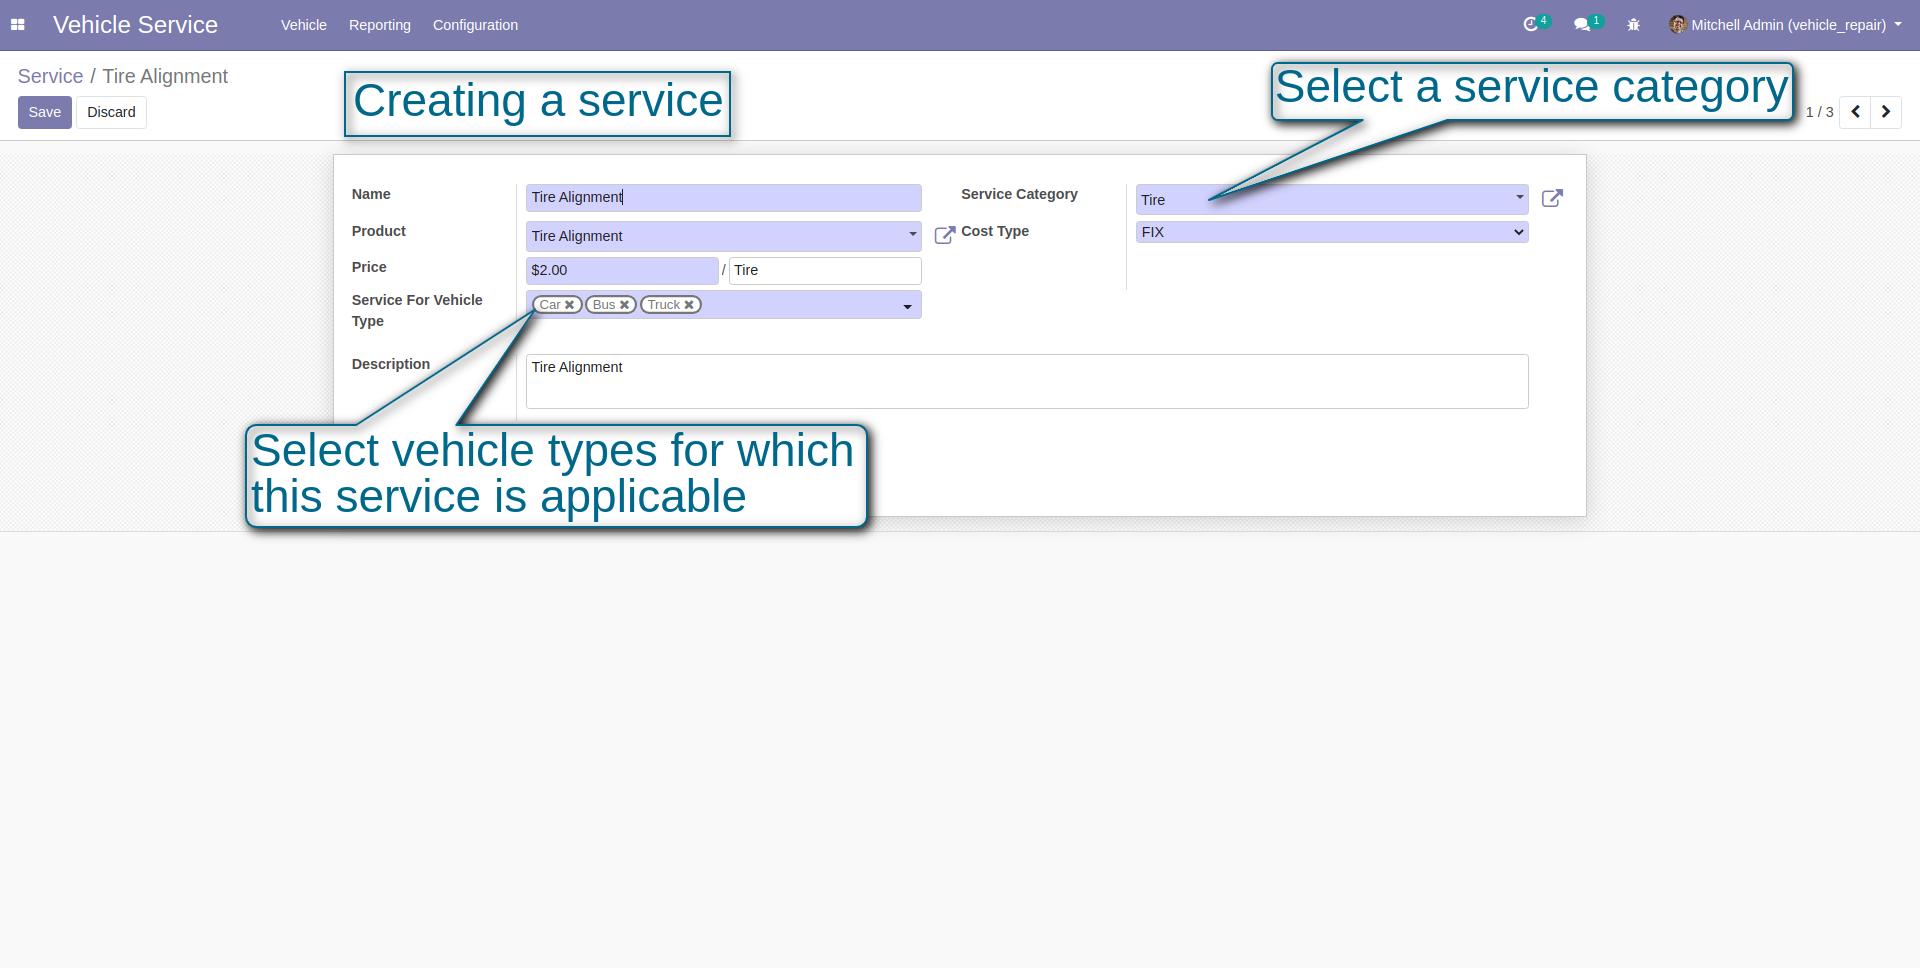 Vehicle Service
Vehicle
Reporting
Configuration
4
1
Mitchell Admin (vehicle_repair)
Service / Tire Alignment
Save
Discard
Creating a service
Select a service category
1 / 3
Name
Tire Alignment
Service Category
Tire
Product
Tire Alignment
Cost Type
FIX
Price
$2.00 / Tire
Service For Vehicle
Type
Car
Bus
Truck
Description
Tire Alignment
Select vehicle types for which
this service is applicable